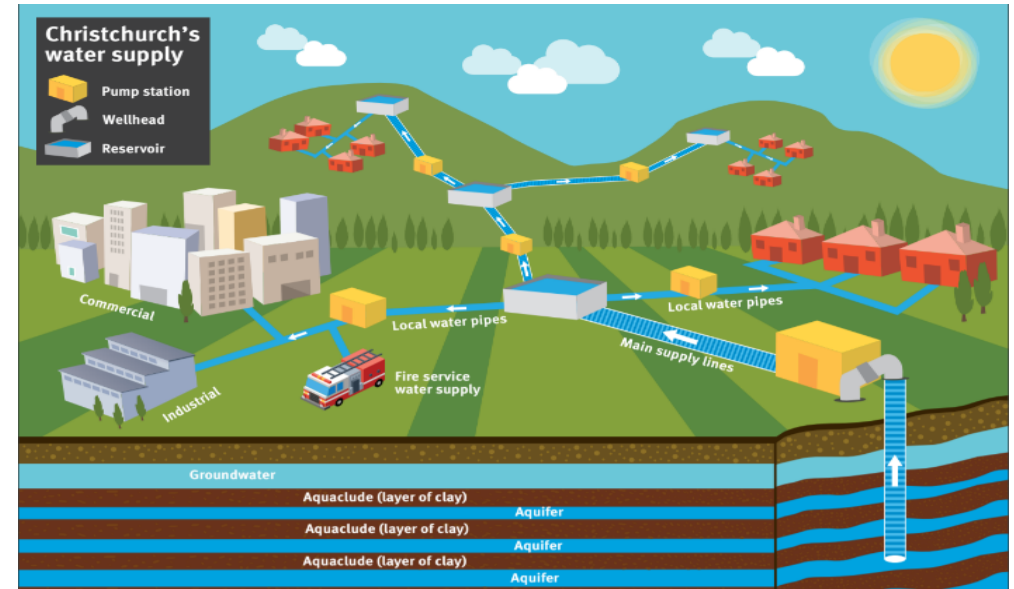 Christchurch's
water supply
Pump station
Wellhead
Reservoir
Commercial
Local water pipes
Local water pipes
Main supply lines
Industrial
Fire service
water supply
Groundwater
Aquaclude (layer of clay)
Aquifer
Aquaclude (layer of clay)
Aquifer
Aquaclude (layer of clay)
Aquifer